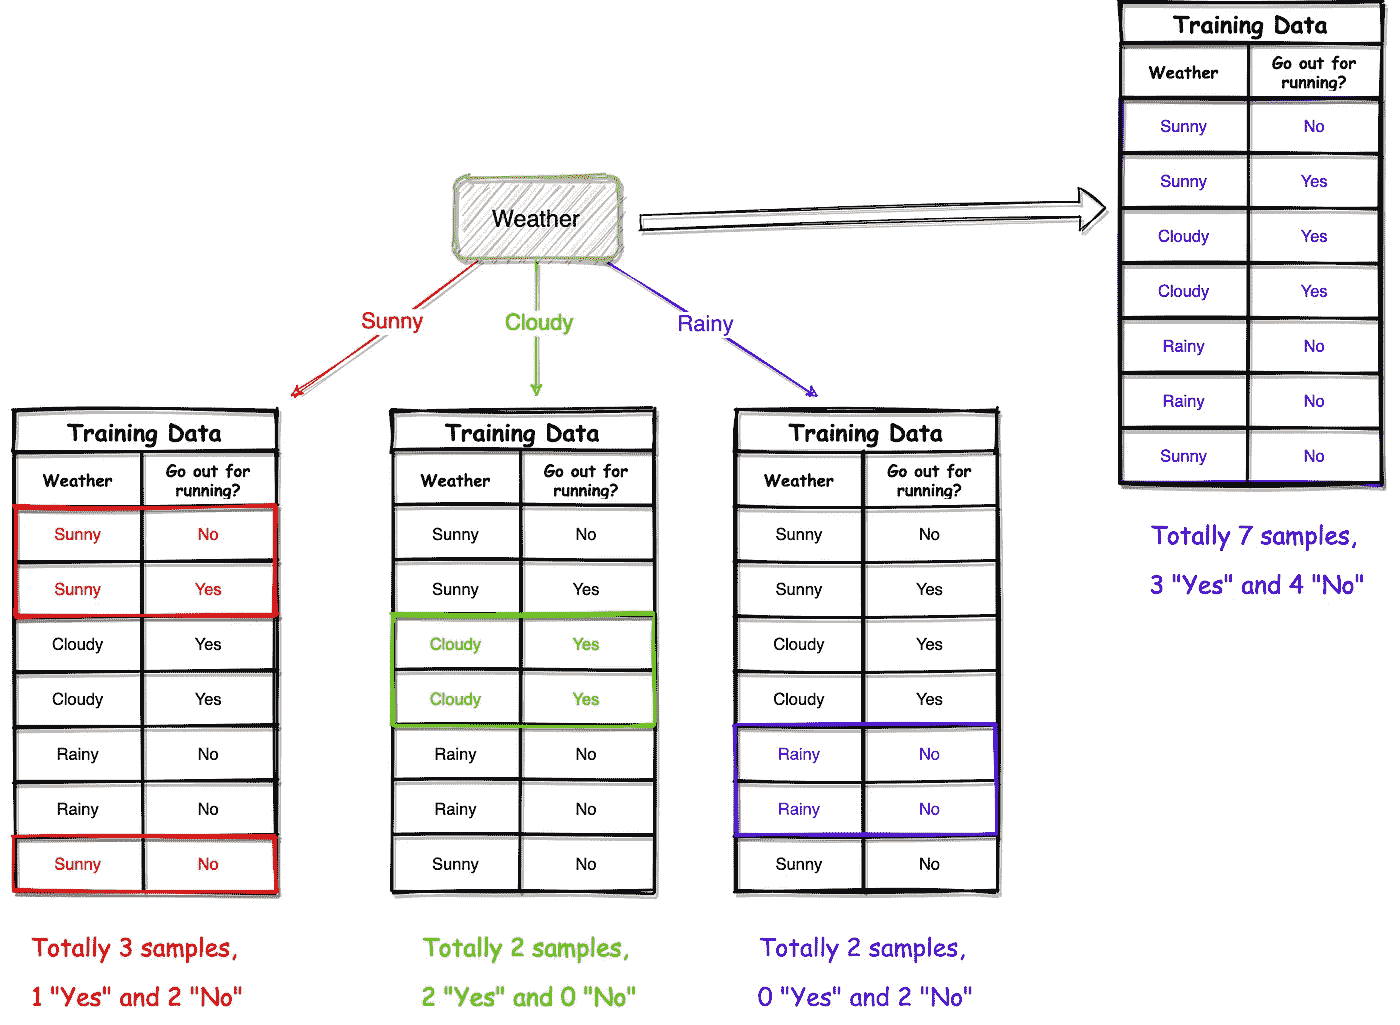 Training Data
Weather Go out for
running?
Sunny No
Sunny Yes
Cloudy Yes
Cloudy Yes
Rainy No
Rainy No
Sunny No
Totally 7 samples,
3 "Yes" and 4 "No"
Weather
Sunny Cloudy Rainy
Training Data
Weather Go out for
running?
Sunny No
Sunny Yes
Cloudy Yes
Cloudy Yes
Rainy No
Rainy No
Sunny No
Totally 3 samples,
1 "Yes" and 2 "No"
Training Data
Weather Go out for
running?
Sunny No
Sunny Yes
Cloudy Yes
Cloudy Yes
Rainy No
Rainy No
Sunny No
Totally 2 samples,
2 "Yes" and 0 "No"
Training Data
Weather Go out for
running?
Sunny No
Sunny Yes
Cloudy Yes
Cloudy Yes
Rainy No
Rainy No
Sunny No
Totally 2 samples,
0 "Yes" and 2 "No"